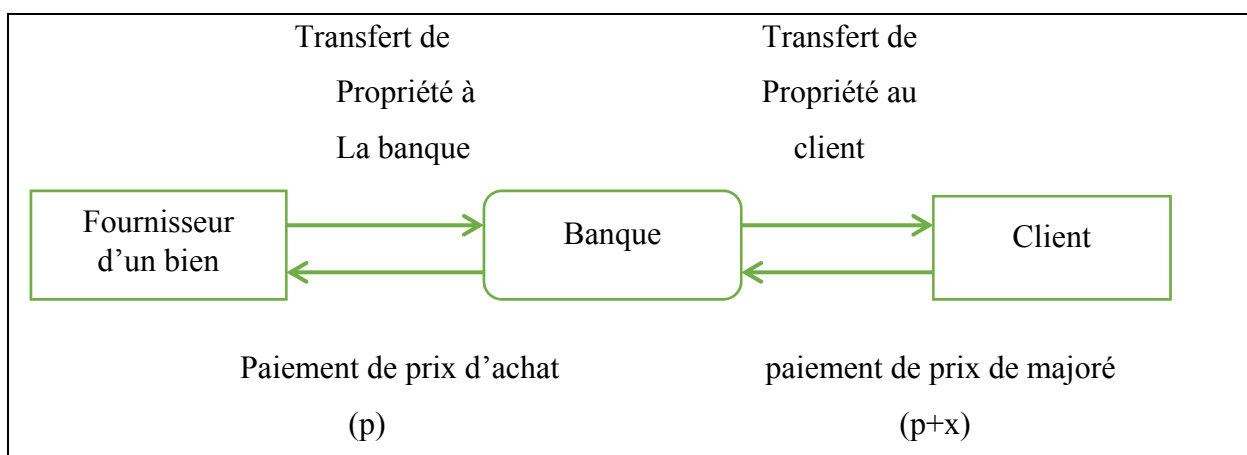 Transfert de
Propriété à
La banque
Transfert de
Propriété au
client
Fournisseur
d’un bien
Banque
Client
Paiement de prix d’achat
(p)
paiement de prix de majoré
(p+x)